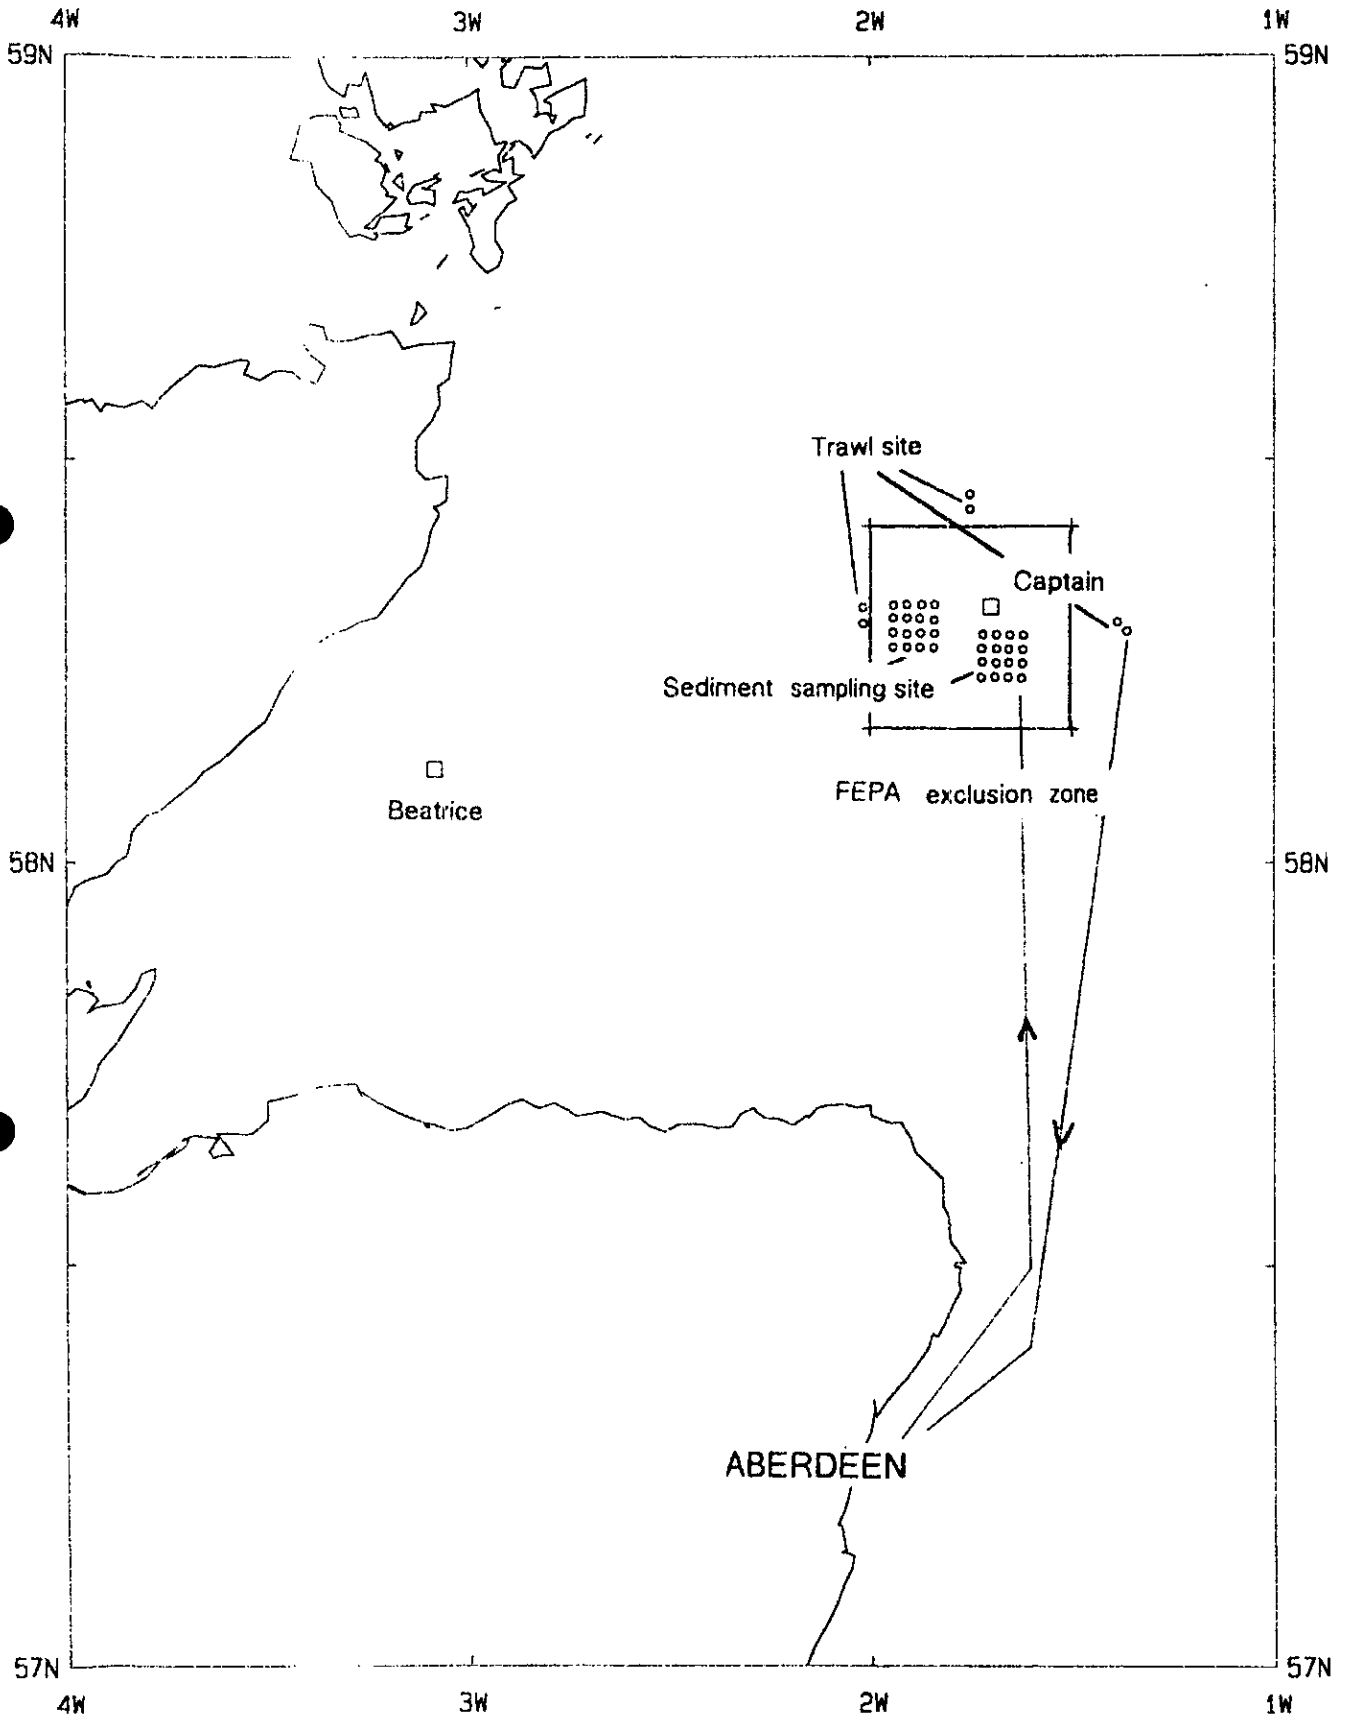 4W 3W 2W 1W
59N 59N
Trawl site
Captain
Sediment sampling site
Beatrice
FEPA exclusion zone
58N 58N
ABERDEEN
57N 57N
4W 3W 2W 1W